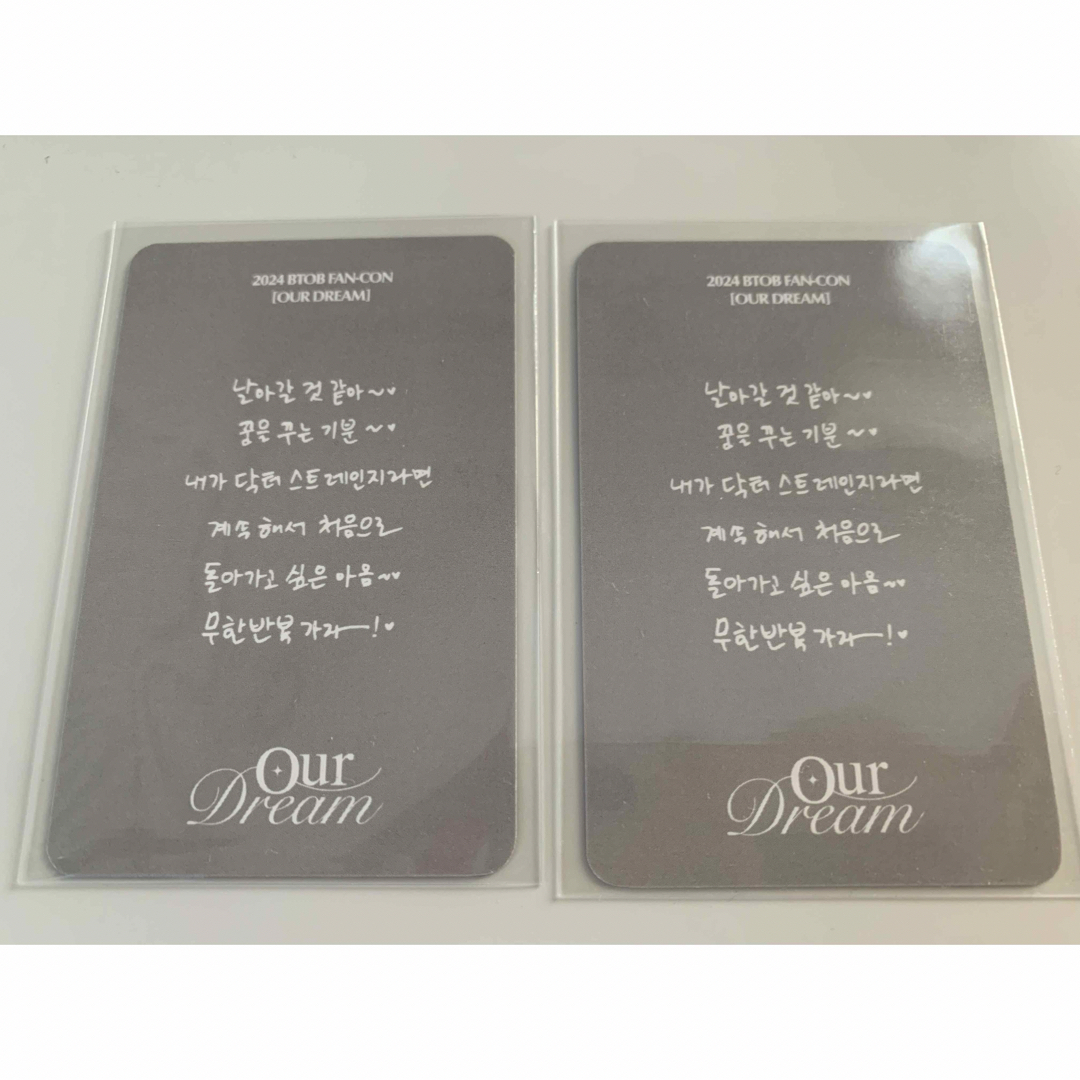 2024 BTOB FAN-CON
[OUR DREAM]
날아갈 것 같아~♥
꿈을 꾸는 기분~♥
내가 닥터 스트레인지라면
계속 해서 처음으로
돌아가고 싶은 마음~~
무한반복 가라ㅡ!♥
Our
Dream
2024 BTOB FAN-CON
[OUR DREAM]
날아갈 것 같아~♥
꿈을 꾸는 기분~♥
내가 닥터 스트레인지라면
계속 해서 처음으로
돌아가고 싶은 마음~~
무한반복 가라ㅡ!♥
Our
Dream